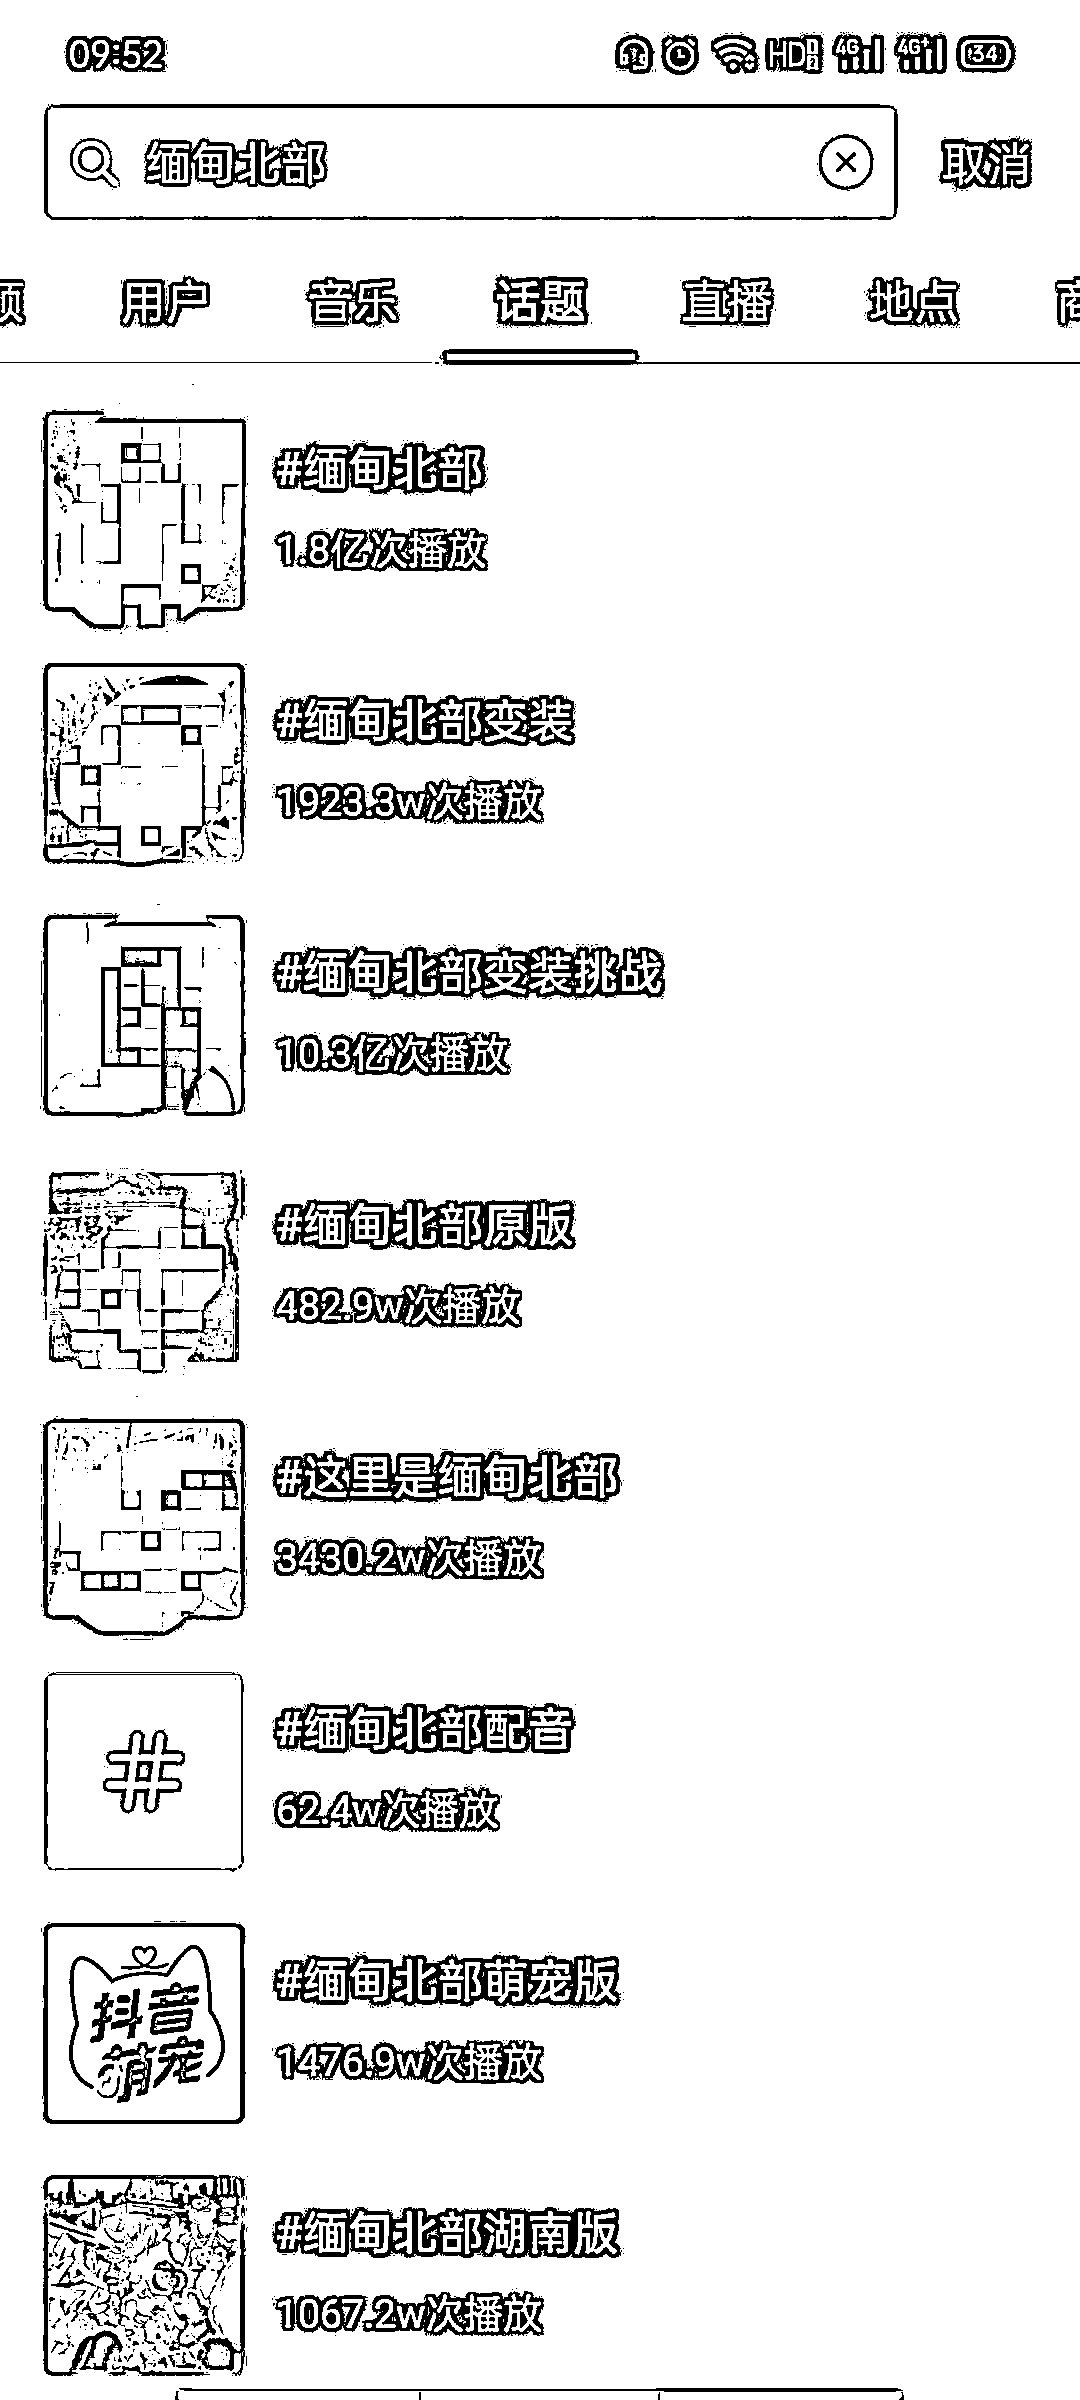 09:52 HD 4G 4G+ 34
缅甸北部 取消
用户 音乐 话题 直播 地点
#缅甸北部
1.8亿次播放
#缅甸北部变装
1923.3w次播放
#缅甸北部变装挑战
10.3亿次播放
#缅甸北部原版
482.9w次播放
#这里是缅甸北部
3430.2w次播放
#缅甸北部配音
62.4w次播放
抖音
萌宠
#缅甸北部萌宠版
1476.9w次播放
#缅甸北部湖南版
1067.2w次播放